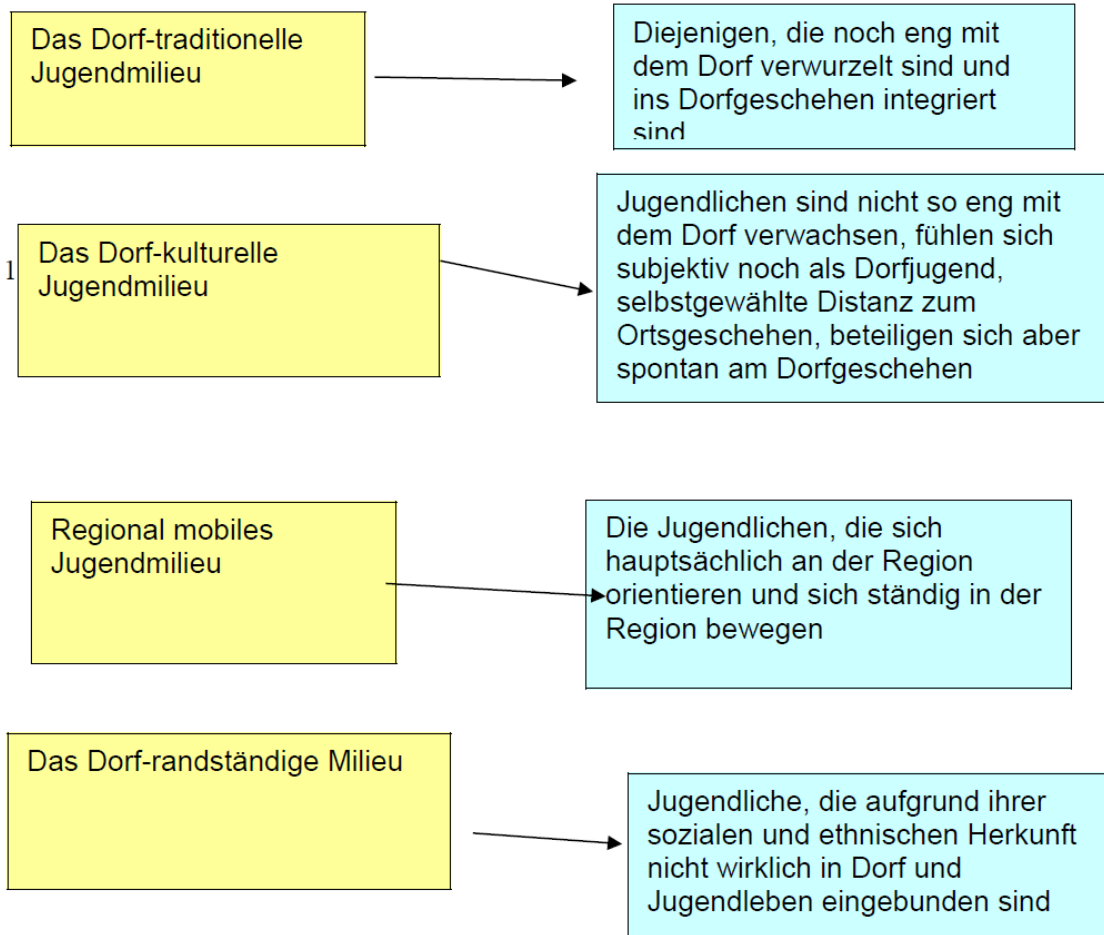 Das Dorf-traditionelle
Jugendmilieu
Diejenigen, die noch eng mit
dem Dorf verwurzelt sind und
ins Dorfgeschehen integriert
sind
1
Das Dorf-kulturelle
Jugendmilieu
Jugendlichen sind nicht so eng mit
dem Dorf verwachsen, fühlen sich
subjektiv noch als Dorfjugend,
selbstgewählte Distanz zum
Ortsgeschehen, beteiligen sich aber
spontan am Dorfgeschehen
Regional mobiles
Jugendmilieu
Die Jugendlichen, die sich
hauptsächlich an der Region
orientieren und sich ständig in der
Region bewegen
Das Dorf-randständige Milieu
Jugendliche, die aufgrund ihrer
sozialen und ethnischen Herkunft
nicht wirklich in Dorf und
Jugendleben eingebunden sind